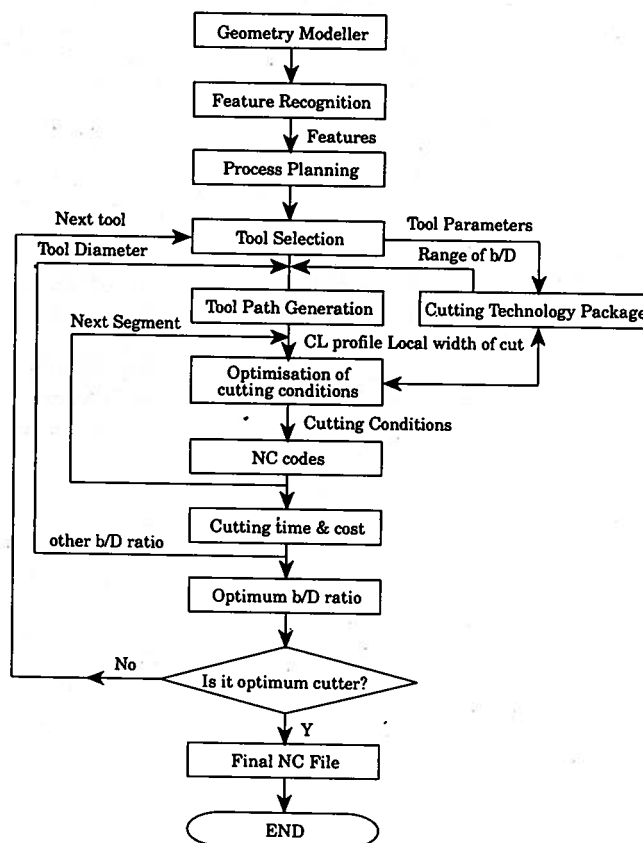 Geometry Modeller
Feature Recognition
Features
Process Planning
Next tool
Tool Parameters
Tool Selection
Tool Diameter
Range of b/D
Tool Path Generation
Cutting Technology Package
Next Segment
CL profile Local width of cut
Optimisation of
cutting conditions
Cutting Conditions
NC codes
Cutting time & cost
other b/D ratio
Optimum b/D ratio
No
Is it optimum cutter?
Y
Final NC File
END